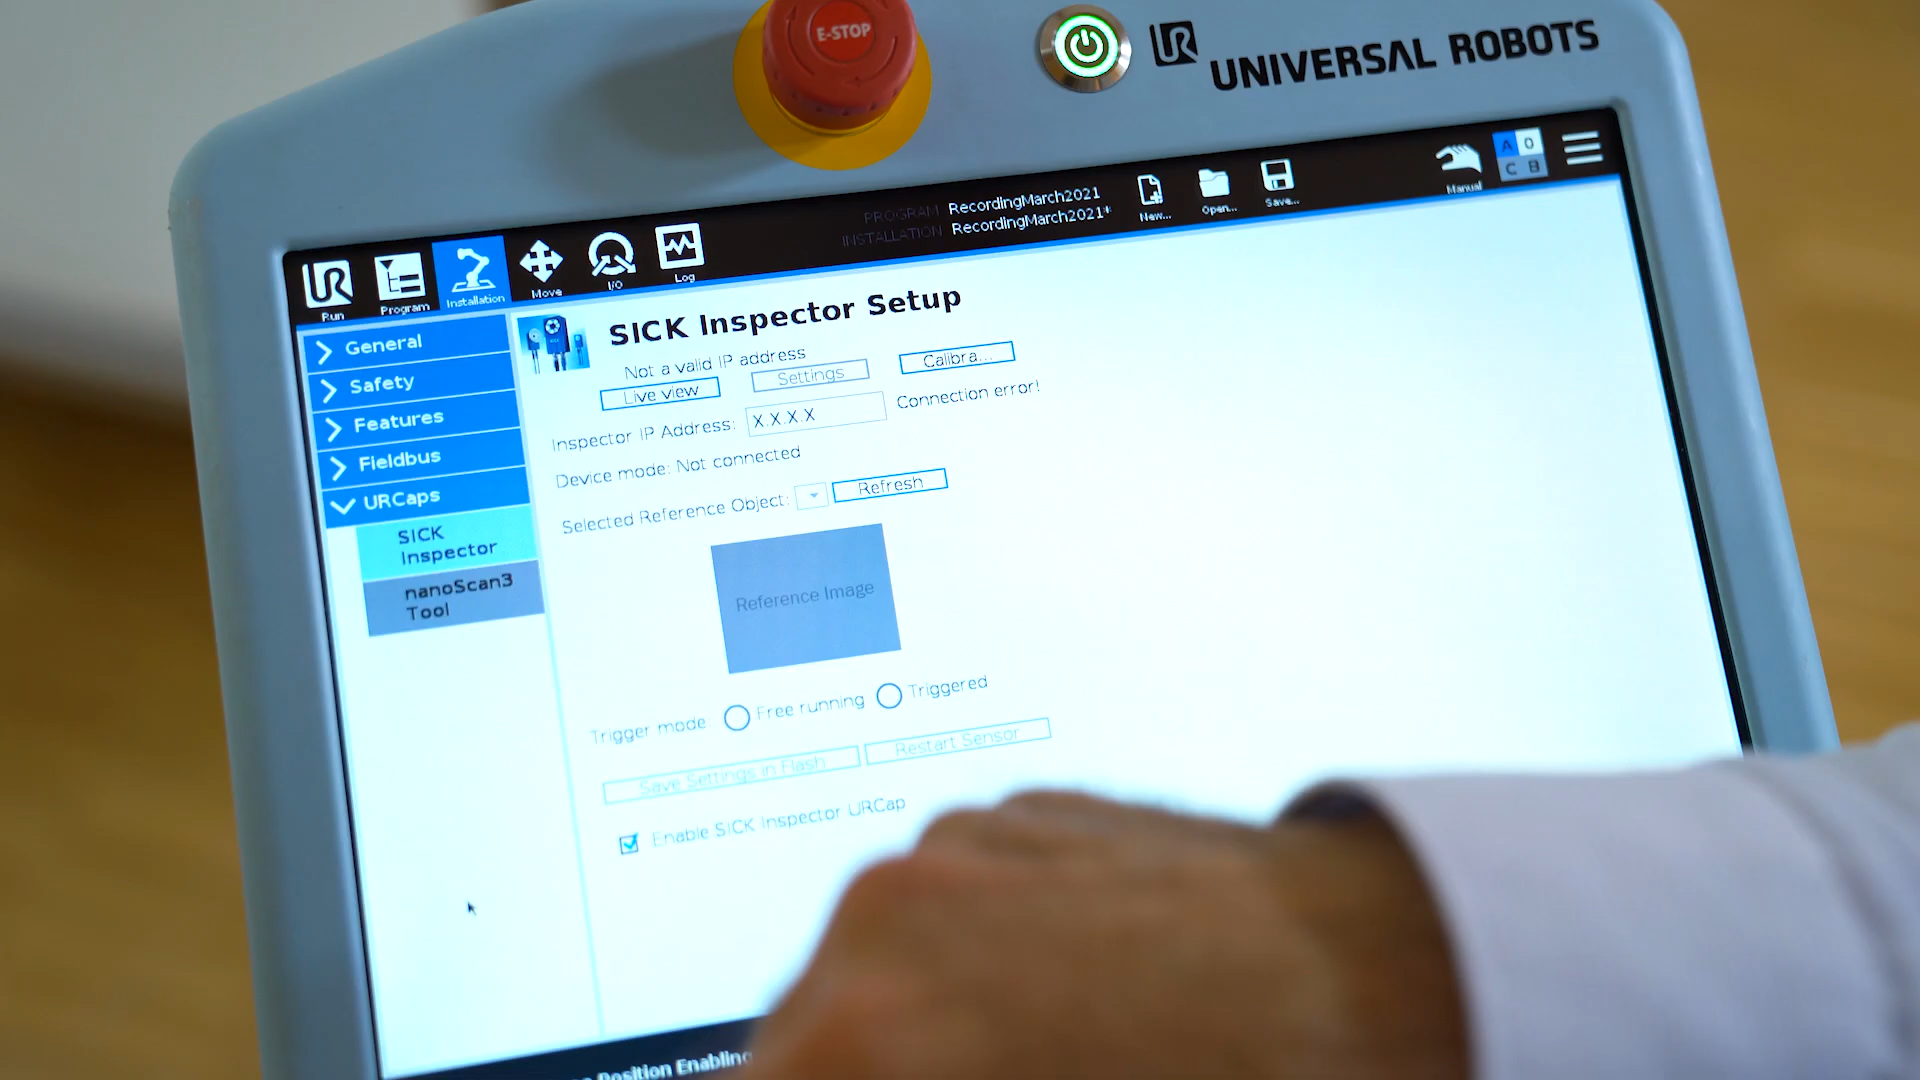 E-STOP
UR UNIVERSAL ROBOTS
PROGRAM RecordingMarch2021
INSTALLATION RecordingMarch2021*
New... Open... Save...
Manual
A 0
C B
Run Program Installation Move I/O Log
General
Safety
Features
Fieldbus
URCaps
SICK
Inspector
nanoScan3
Tool
SICK Inspector Setup
Not a valid IP address
Live view Settings Calibra...
Inspector IP Address: X.X.X.X Connection error!
Device mode: Not connected
Selected Reference Object: Refresh
Reference Image
Trigger mode Free running Triggered
Save Settings in Flash Restart Sensor
Enable SICK Inspector URCap
Position Enabling